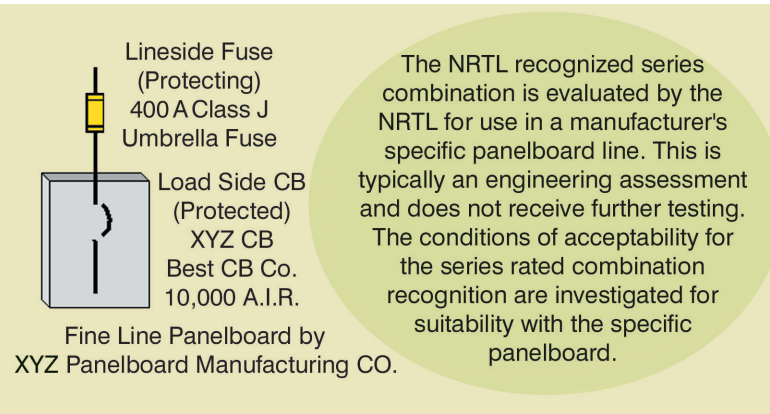 Lineside Fuse
(Protecting)
400 A Class J
Umbrella Fuse
Load Side CB
(Protected)
XYZ CB
Best CB Co.
10,000 A.I.R.
Fine Line Panelboard by
XYZ Panelboard Manufacturing CO.
The NRTL recognized series
combination is evaluated by the
NRTL for use in a manufacturer's
specific panelboard line. This is
typically an engineering assessment
and does not receive further testing.
The conditions of acceptability for
the series rated combination
recognition are investigated for
suitability with the specific
panelboard.